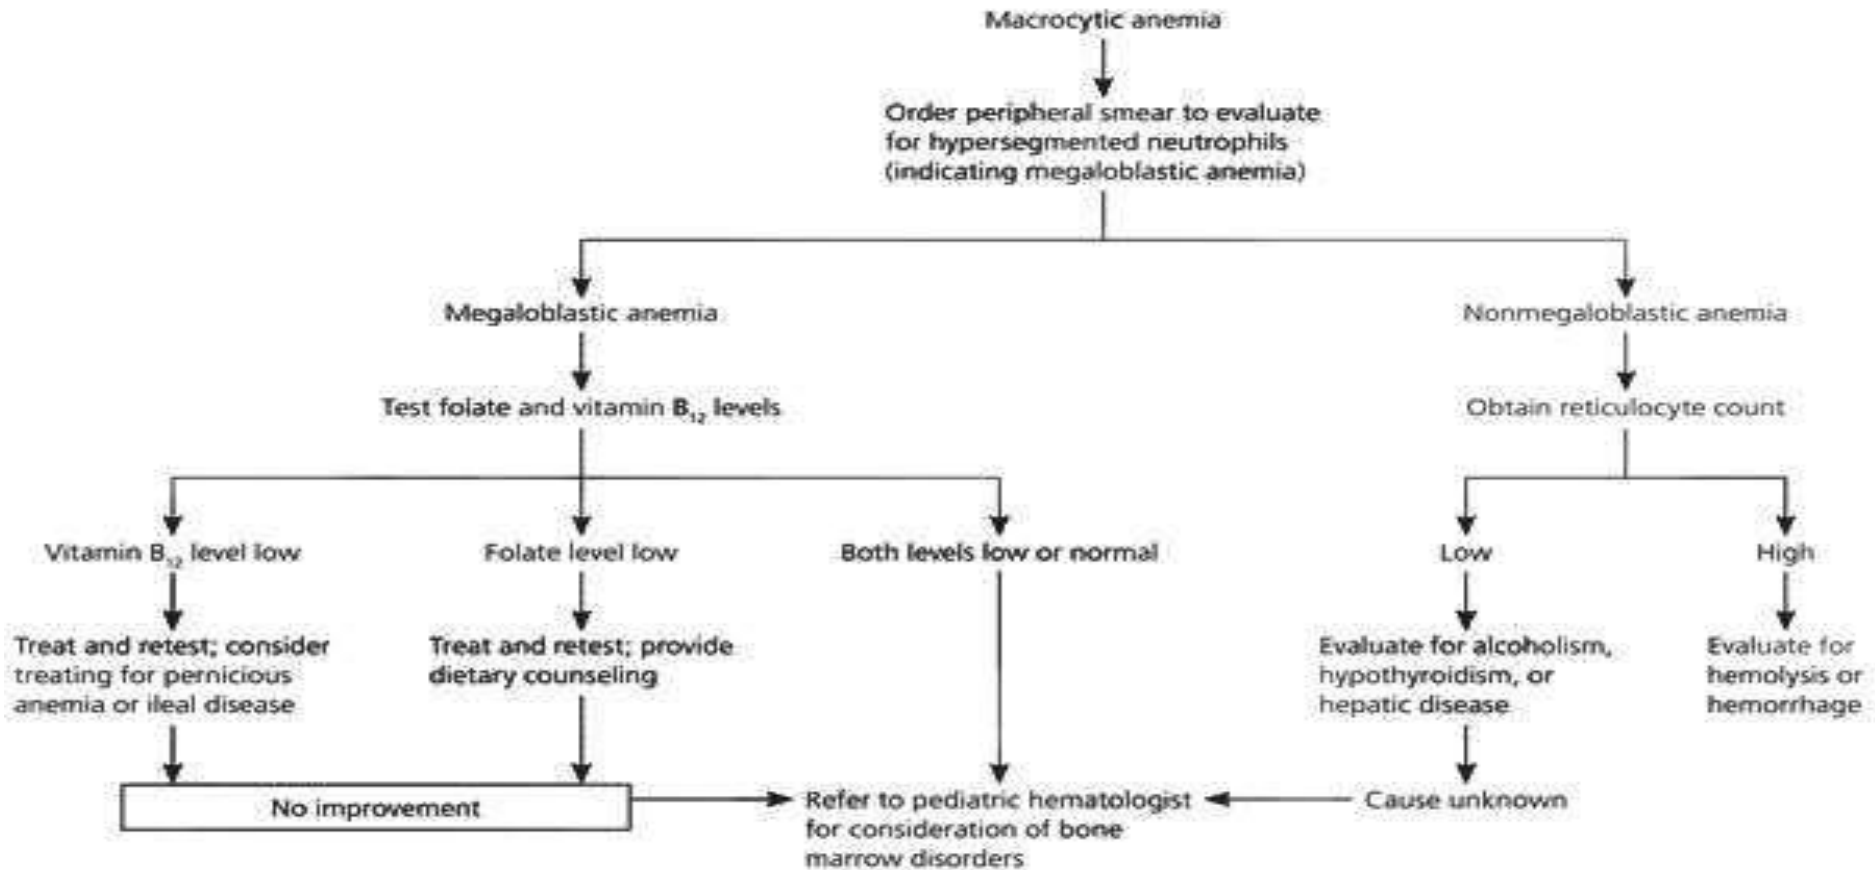 Macrocytic anemia
Order peripheral smear to evaluate
for hypersegmented neutrophils
(indicating megaloblastic anemia)
Megaloblastic anemia
Nonmegaloblastic anemia
Test folate and vitamin B₁₂ levels
Obtain reticulocyte count
Vitamin B₁₂ level low
Folate level low
Both levels low or normal
Low
High
Treat and retest; consider
treating for pernicious
anemia or ileal disease
Treat and retest; provide
dietary counseling
Evaluate for alcoholism,
hypothyroidism, or
hepatic disease
Evaluate for
hemolysis or
hemorrhage
No improvement
Refer to pediatric hematologist
for consideration of bone
marrow disorders
Cause unknown